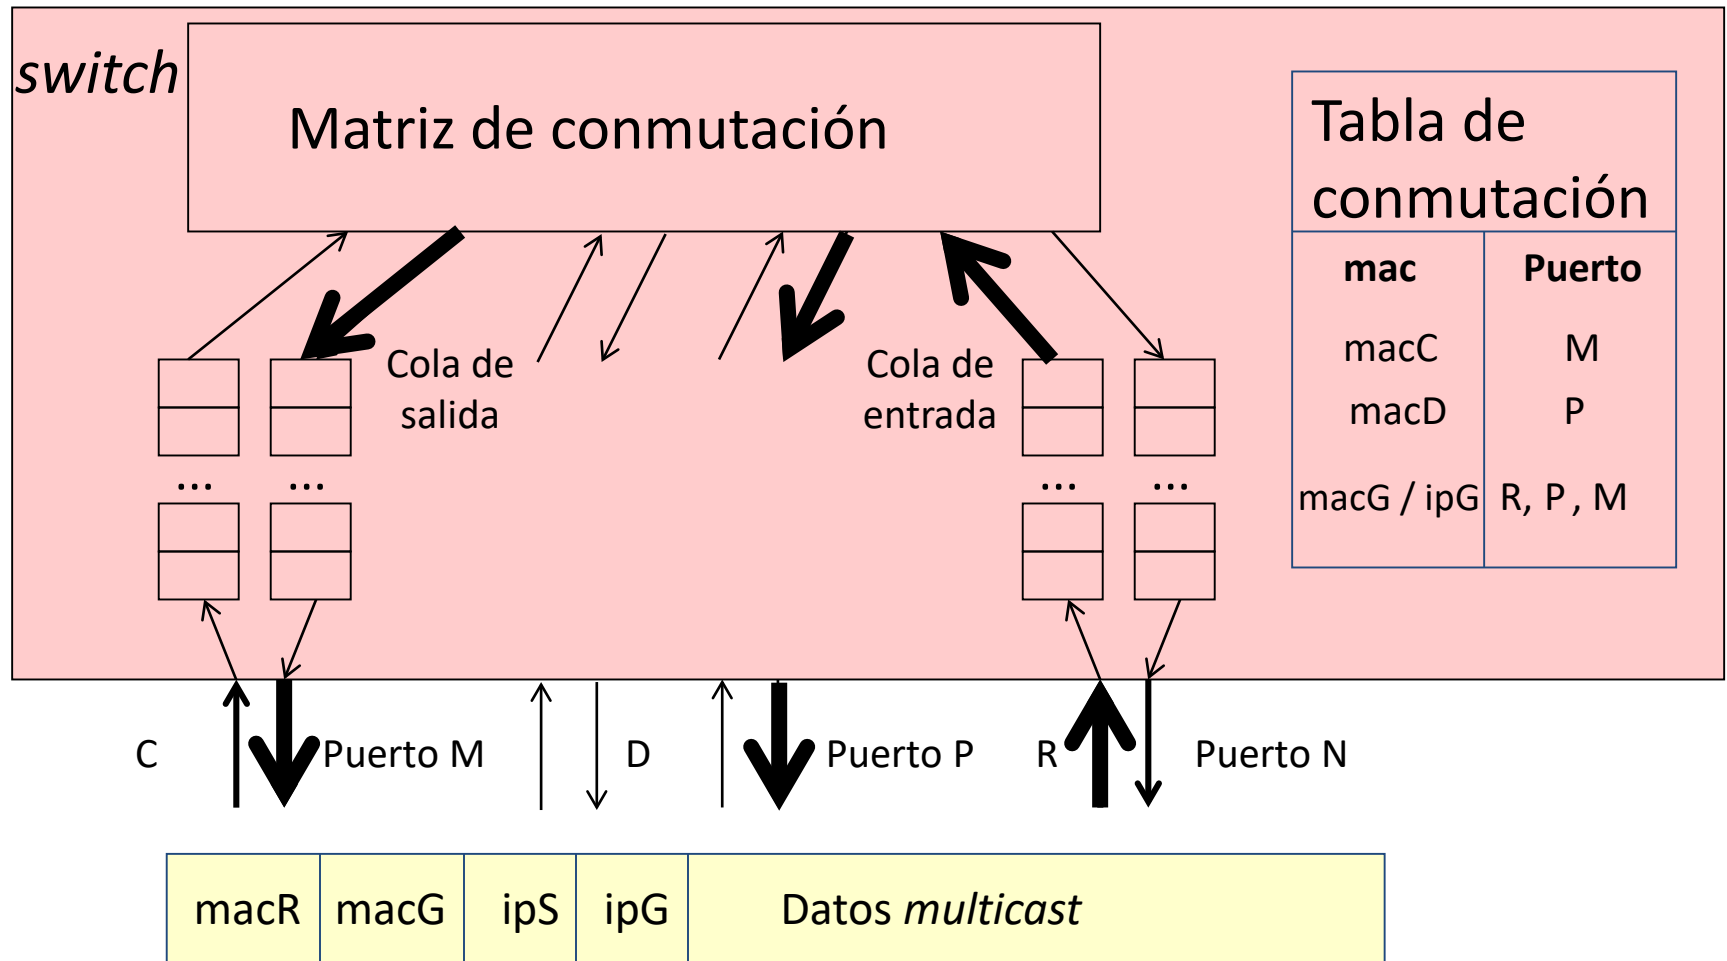 switch
Matriz de conmutación
Tabla de
conmutación
mac Puerto
macC M
macD P
macG / ipG R, P , M
Cola de
salida
Cola de
entrada
... ... ... ...
C Puerto M D Puerto P R Puerto N
macR macG ipS ipG Datos multicast